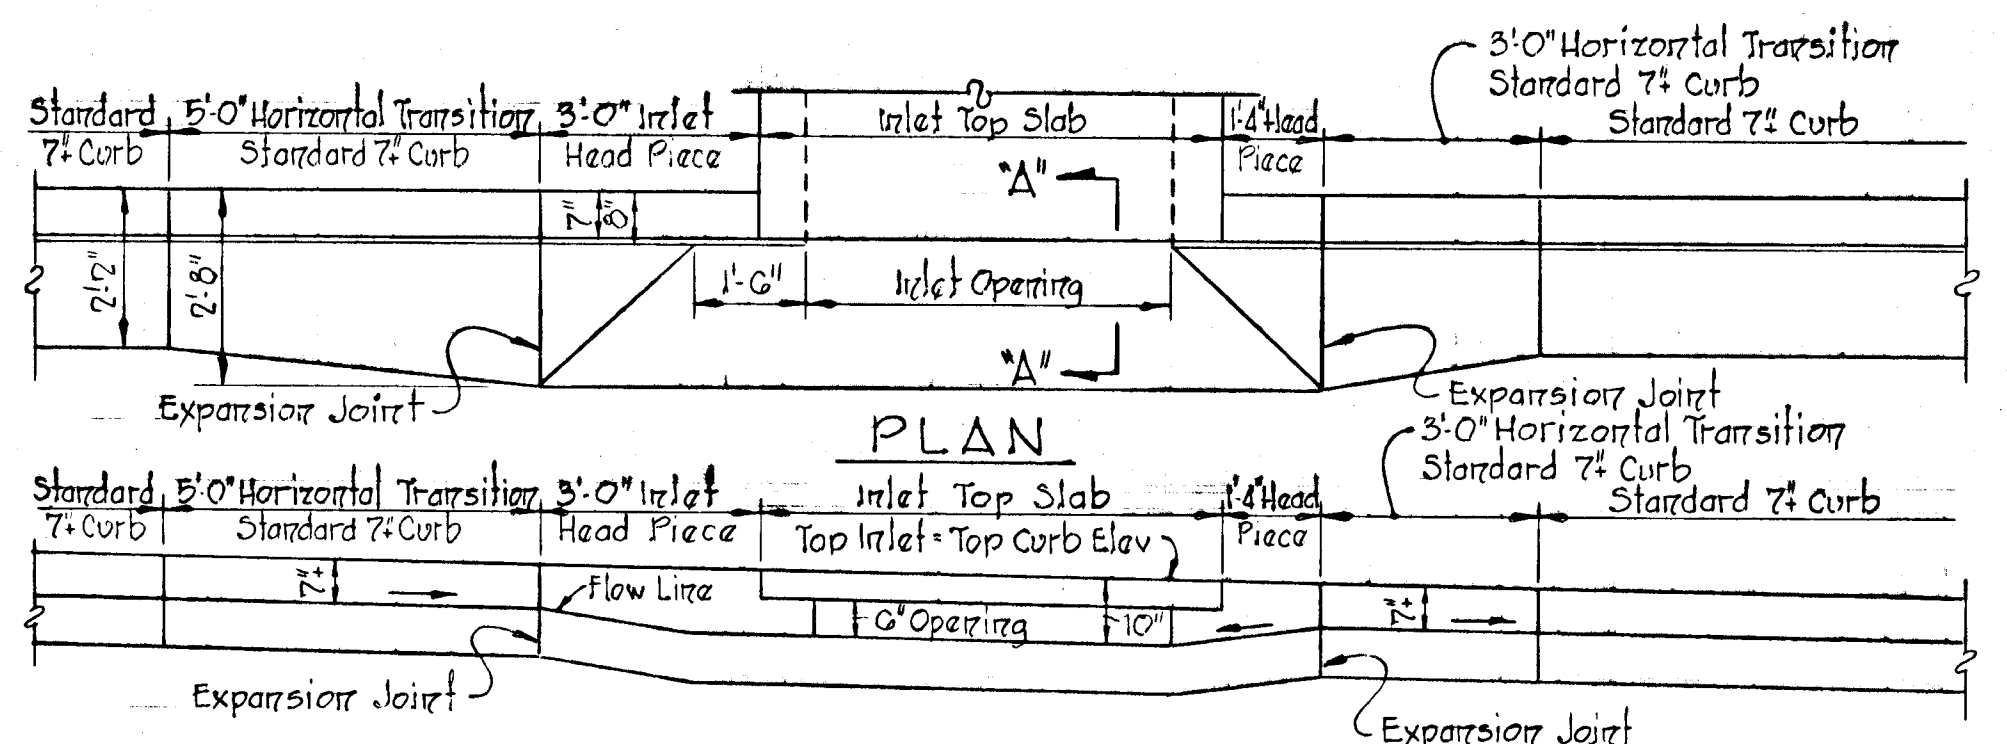 3'-0" Horizontal Transition
Standard 7" Curb
Standard 7" Curb
Standard
7" Curb
5'-0" Horizontal Transition
Standard 7" Curb
3'-0" Inlet
Head Piece
Inlet Top Slab
1'-4" Head
Piece
"A"
7"
8"
2'-2"
2'-8"
1'-6"
Inlet Opening
"A"
Expansion Joint
Expansion Joint
PLAN
3'-0" Horizontal Transition
Standard 7" Curb
Standard 7" Curb
Standard
7" Curb
5'-0" Horizontal Transition
Standard 7" Curb
3'-0" Inlet
Head Piece
Inlet Top Slab
1'-4" Head
Piece
Top Inlet = Top Curb Elev
7"
Flow Line
6" Opening
10"
7"
Expansion Joint
Expansion Joint